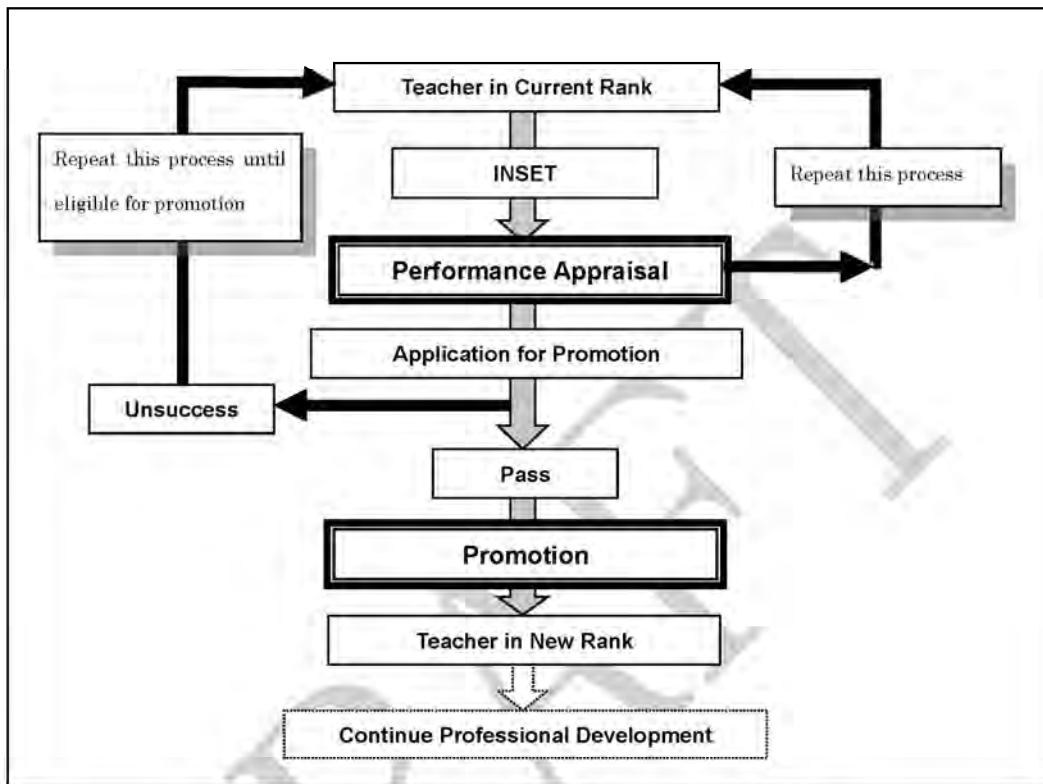 Teacher in Current Rank
Repeat this process until
eligible for promotion
INSET
Repeat this process
Performance Appraisal
Application for Promotion
Unsuccess
Pass
Promotion
Teacher in New Rank
Continue Professional Development
DRAFT